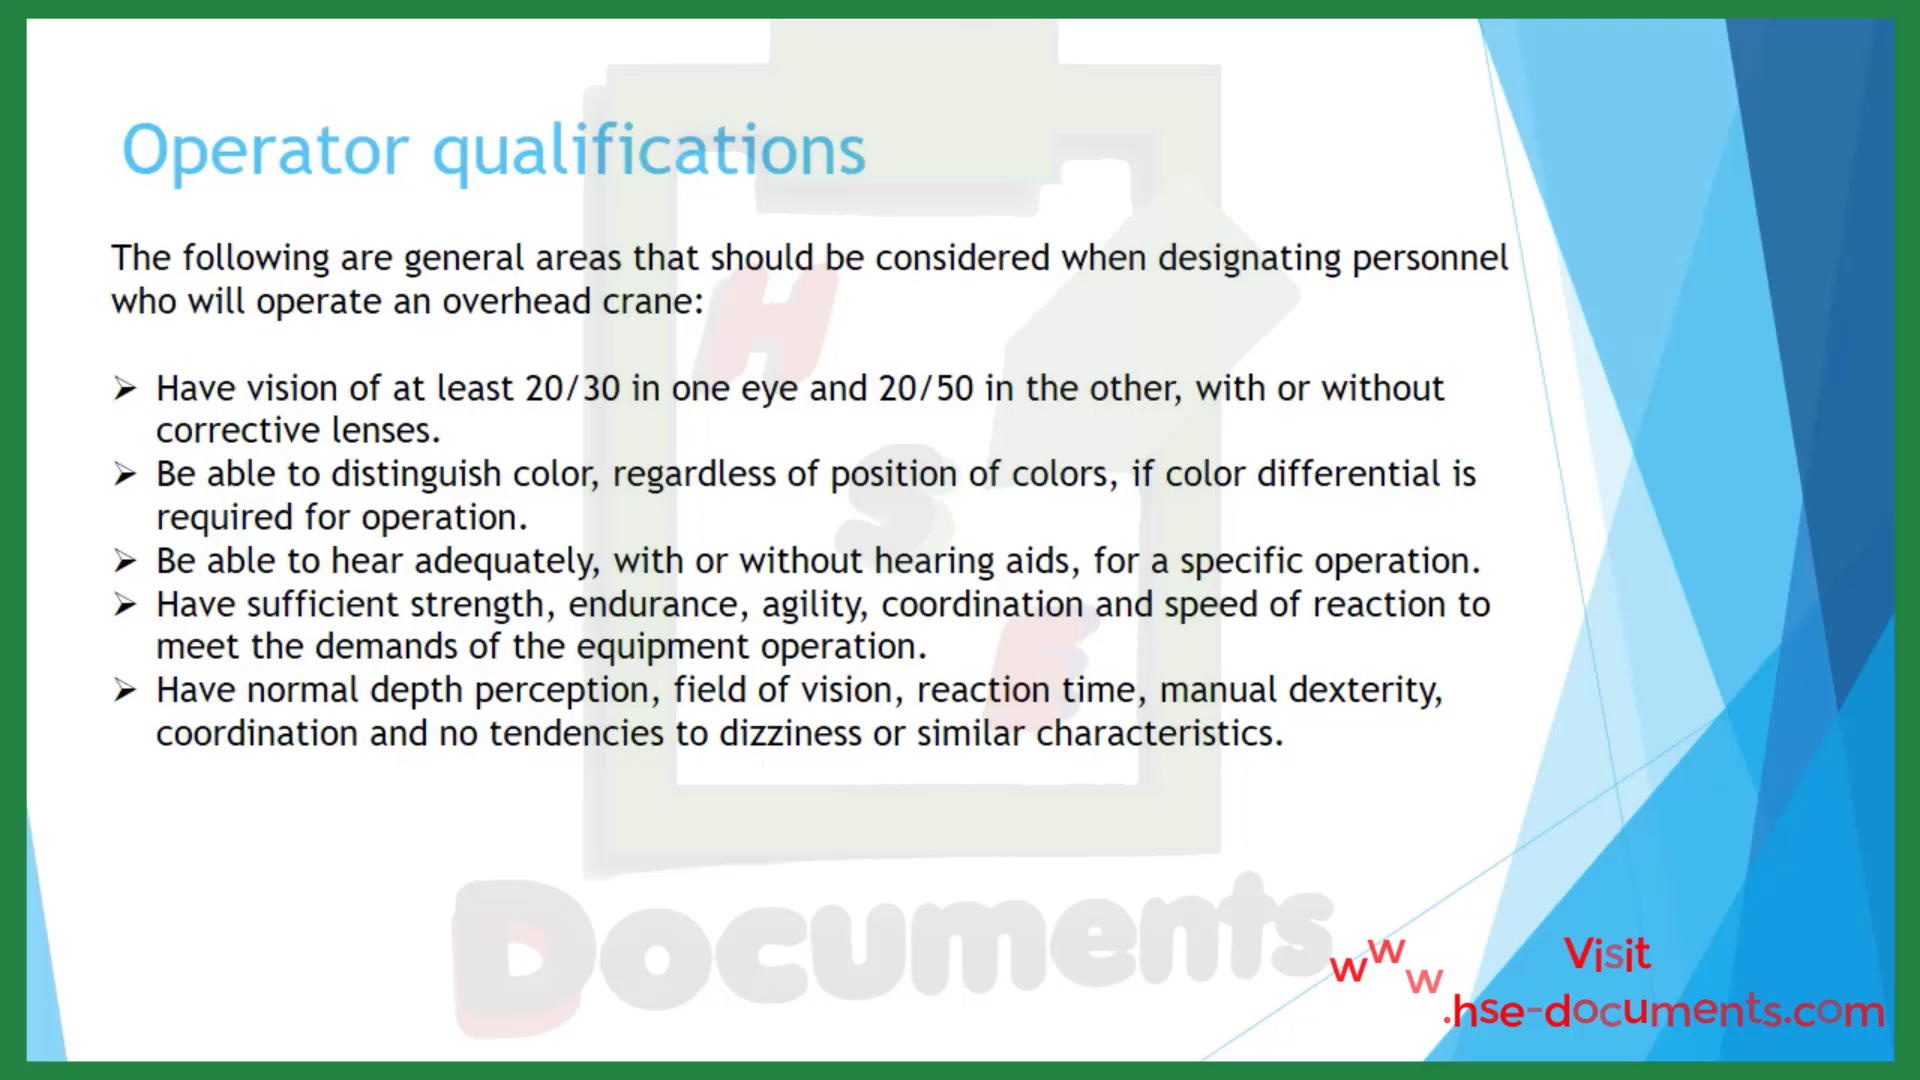 Operator qualifications
The following are general areas that should be considered when designating personnel
who will operate an overhead crane:
➢ Have vision of at least 20/30 in one eye and 20/50 in the other, with or without
corrective lenses.
➢ Be able to distinguish color, regardless of position of colors, if color differential is
required for operation.
➢ Be able to hear adequately, with or without hearing aids, for a specific operation.
➢ Have sufficient strength, endurance, agility, coordination and speed of reaction to
meet the demands of the equipment operation.
➢ Have normal depth perception, field of vision, reaction time, manual dexterity,
coordination and no tendencies to dizziness or similar characteristics.
H
S
E
Documents
Visit
www
.hse-documents.com